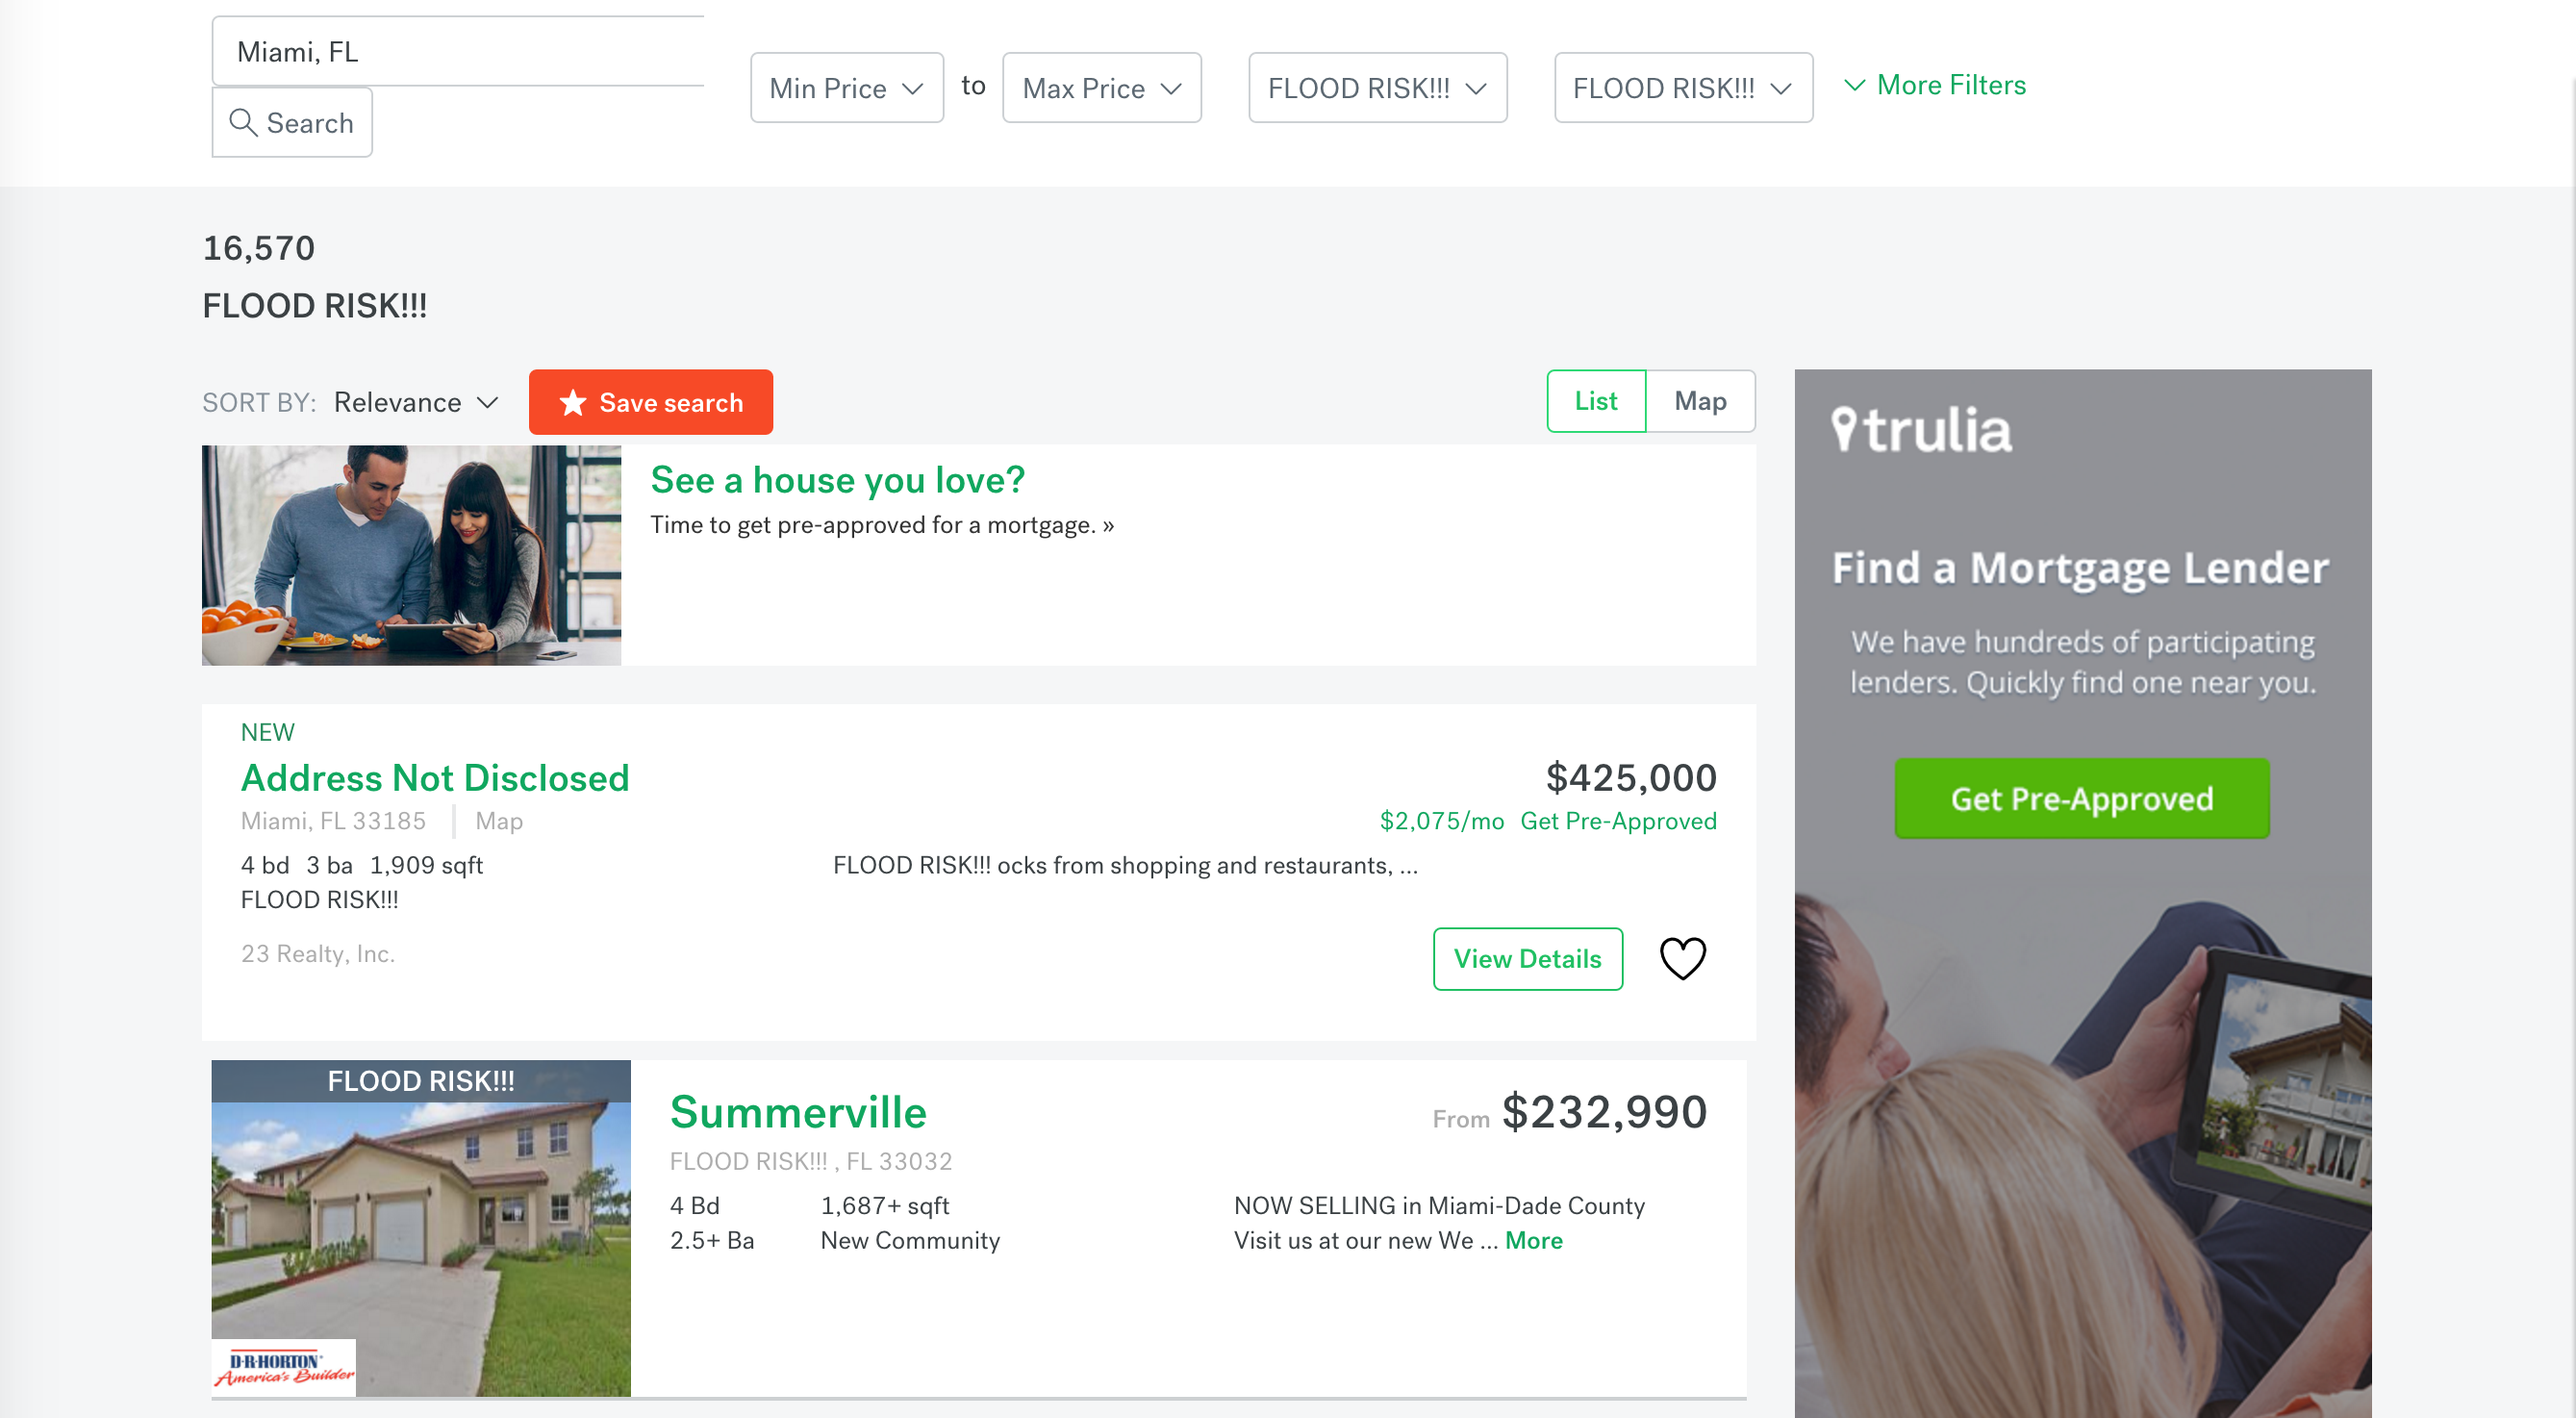 Miami, FL
Search
Min Price to Max Price FLOOD RISK!!! FLOOD RISK!!! More Filters
16,570
FLOOD RISK!!!
SORT BY: Relevance Save search List Map
See a house you love?
Time to get pre-approved for a mortgage. »
NEW
Address Not Disclosed $425,000
Miami, FL 33185 Map $2,075/mo Get Pre-Approved
4 bd 3 ba 1,909 sqft FLOOD RISK!!! ocks from shopping and restaurants, ...
FLOOD RISK!!!
23 Realty, Inc. View Details
FLOOD RISK!!!
D·R·HORTON
America's Builder
Summerville From $232,990
FLOOD RISK!!! , FL 33032
4 Bd 1,687+ sqft NOW SELLING in Miami-Dade County
2.5+ Ba New Community Visit us at our new We ... More
trulia
Find a Mortgage Lender
We have hundreds of participating
lenders. Quickly find one near you.
Get Pre-Approved